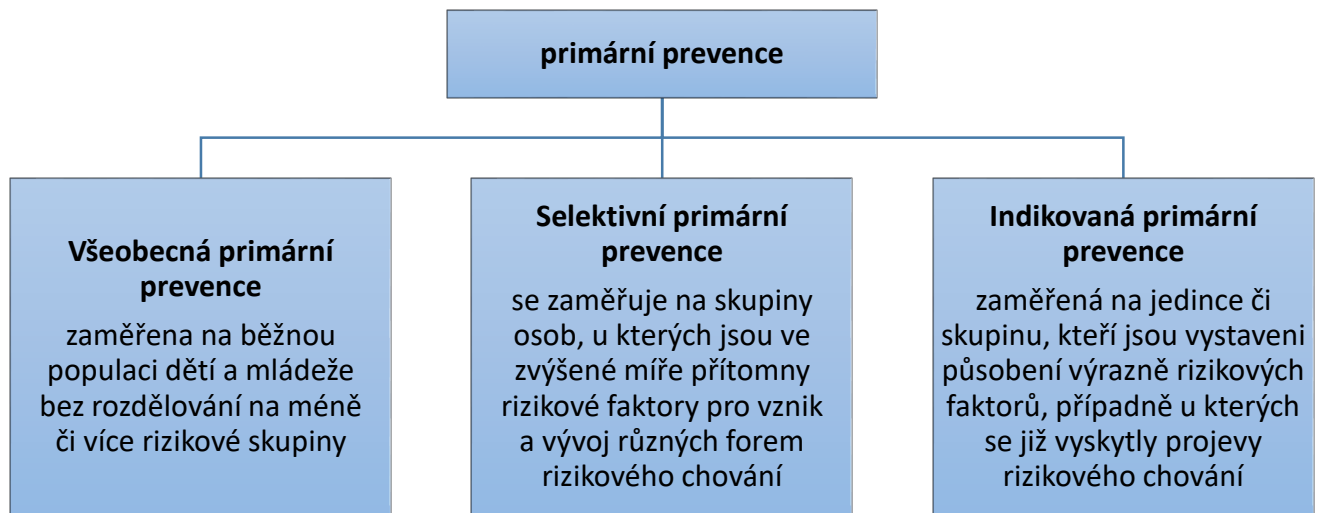 primární prevence
Všeobecná primární
prevence
zaměřena na běžnou
populaci dětí a mládeže
bez rozdělování na méně
či více rizikové skupiny
Selektivní primární
prevence
se zaměřuje na skupiny
osob, u kterých jsou ve
zvýšené míře přítomny
rizikové faktory pro vznik
a vývoj různých forem
rizikového chování
Indikovaná primární
prevence
zaměřená na jedince či
skupinu, kteří jsou vystaveni
působení výrazně rizikových
faktorů, případně u kterých
se již vyskytly projevy
rizikového chování